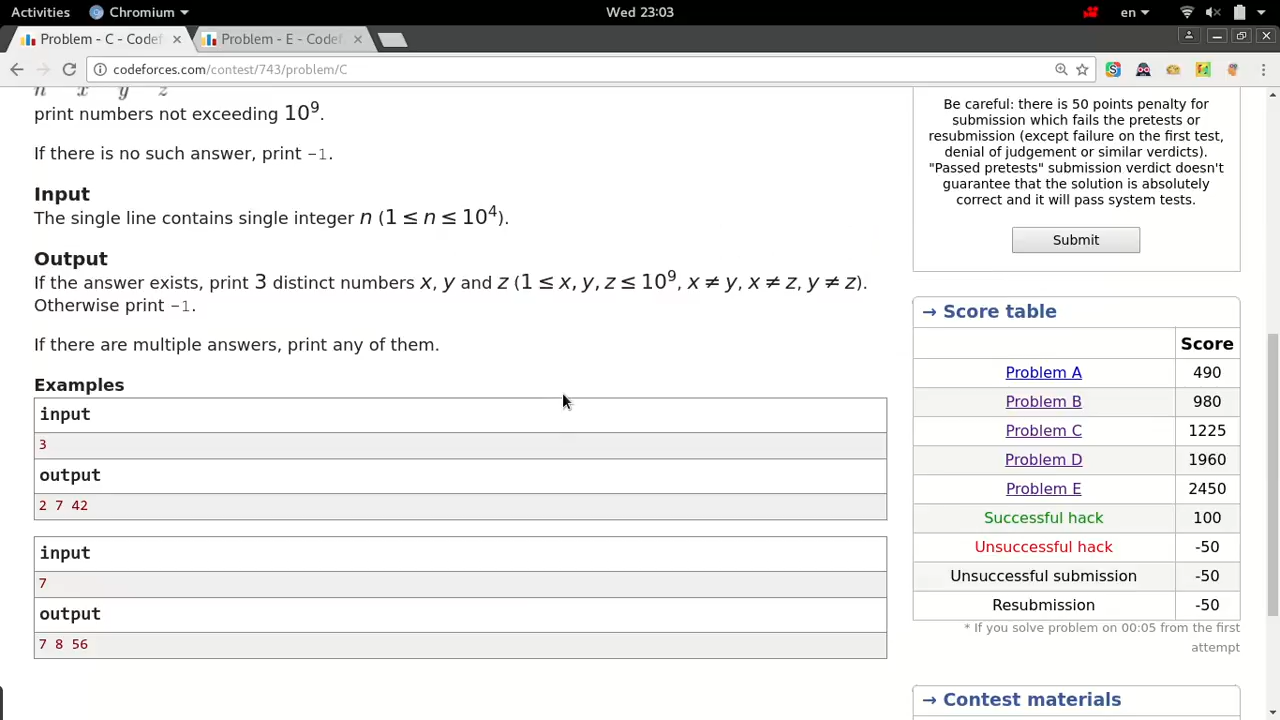 Activities Chromium Wed 23:03 en
Problem - C - Codef × Problem - E - Codef ×
codeforces.com/contest/743/problem/C
n x y z
print numbers not exceeding 10⁹.
If there is no such answer, print -1.
Input
The single line contains single integer n (1 ≤ n ≤ 10⁴).
Output
If the answer exists, print 3 distinct numbers x, y and z (1 ≤ x, y, z ≤ 10⁹, x ≠ y, x ≠ z, y ≠ z).
Otherwise print -1.
If there are multiple answers, print any of them.
Examples
input
3
output
2 7 42
input
7
output
7 8 56
Be careful: there is 50 points penalty for
submission which fails the pretests or
resubmission (except failure on the first test,
denial of judgement or similar verdicts).
"Passed pretests" submission verdict doesn't
guarantee that the solution is absolutely
correct and it will pass system tests.
Submit
→ Score table
Score
Problem A 490
Problem B 980
Problem C 1225
Problem D 1960
Problem E 2450
Successful hack 100
Unsuccessful hack -50
Unsuccessful submission -50
Resubmission -50
* If you solve problem on 00:05 from the first
attempt
→ Contest materials